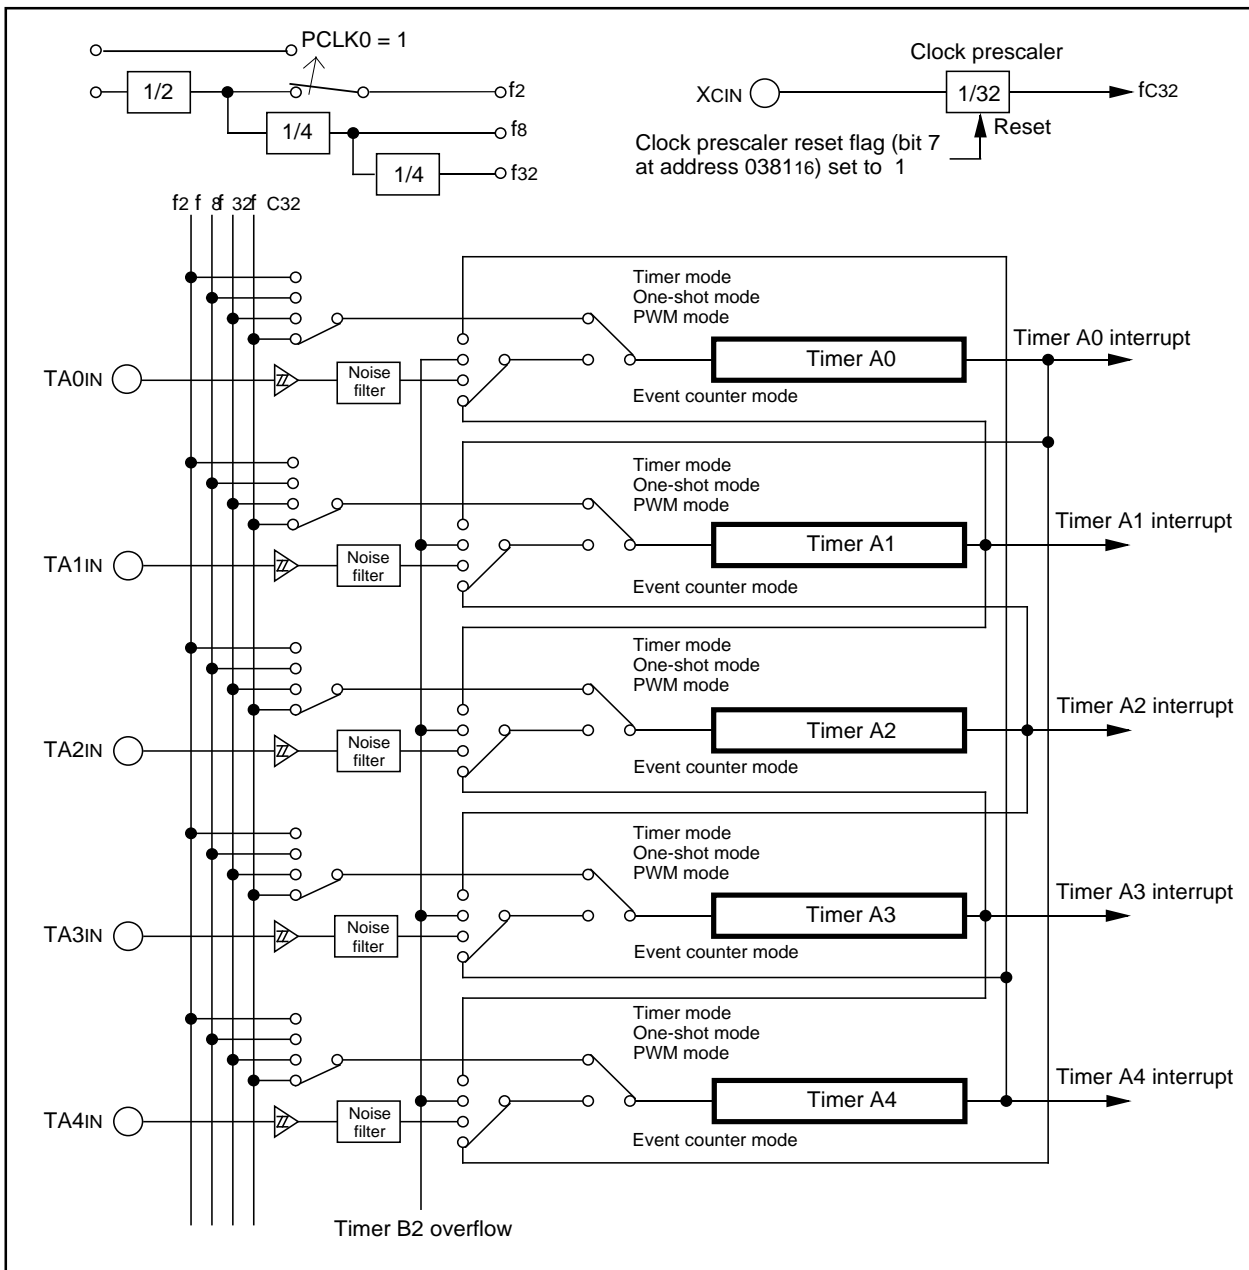 PCLK0 = 1
1/2
f2
1/4
f8
1/4
f32
Clock prescaler
XCIN
1/32
fC32
Reset
Clock prescaler reset flag (bit 7
at address 038116) set to 1
f2 f 8f 32f C32
Timer mode
One-shot mode
PWM mode
Timer A0 interrupt
Timer A0
TA0IN
Noise
filter
Event counter mode
Timer mode
One-shot mode
PWM mode
Timer A1 interrupt
Timer A1
TA1IN
Noise
filter
Event counter mode
Timer mode
One-shot mode
PWM mode
Timer A2 interrupt
Timer A2
TA2IN
Noise
filter
Event counter mode
Timer mode
One-shot mode
PWM mode
Timer A3 interrupt
Timer A3
TA3IN
Noise
filter
Event counter mode
Timer mode
One-shot mode
PWM mode
Timer A4 interrupt
Timer A4
TA4IN
Noise
filter
Event counter mode
Timer B2 overflow